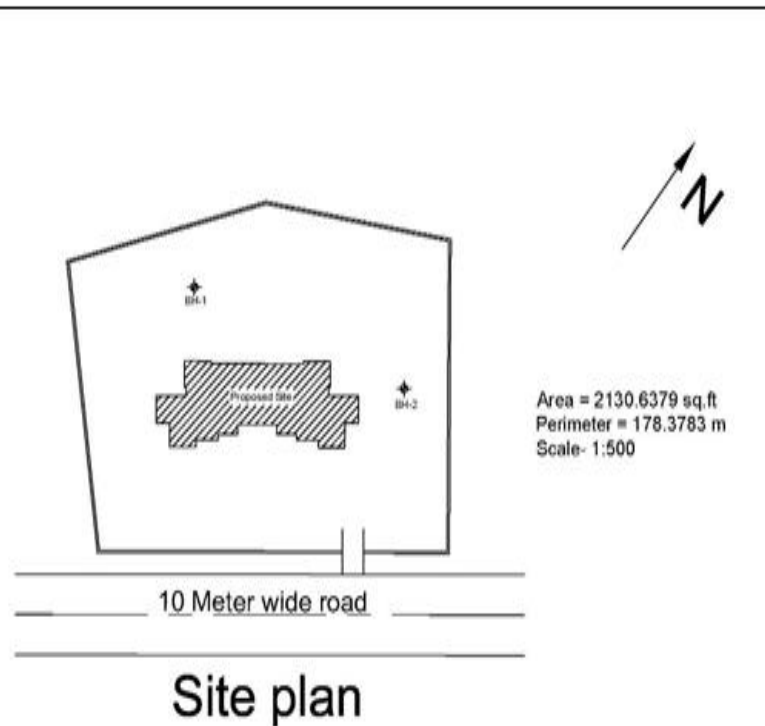 N
BH-1
Proposed Site
BH-2
Area = 2130.6379 sq.ft
Perimeter = 178.3783 m
Scale- 1:500
10 Meter wide road
Site plan